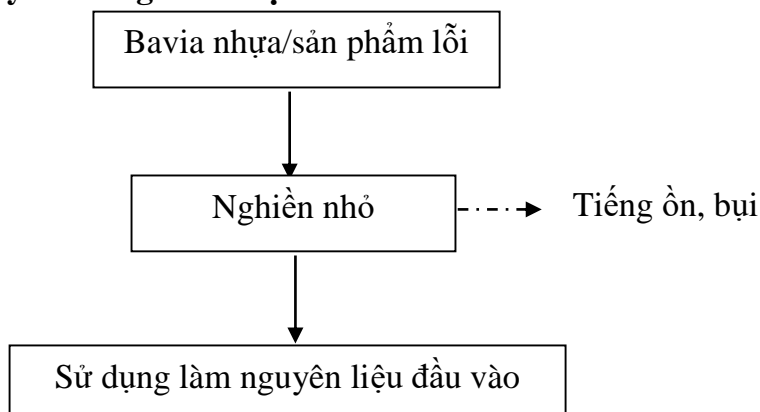 Bavia nhựa/sản phẩm lỗi
Nghiền nhỏ
Tiếng ồn, bụi
Sử dụng làm nguyên liệu đầu vào